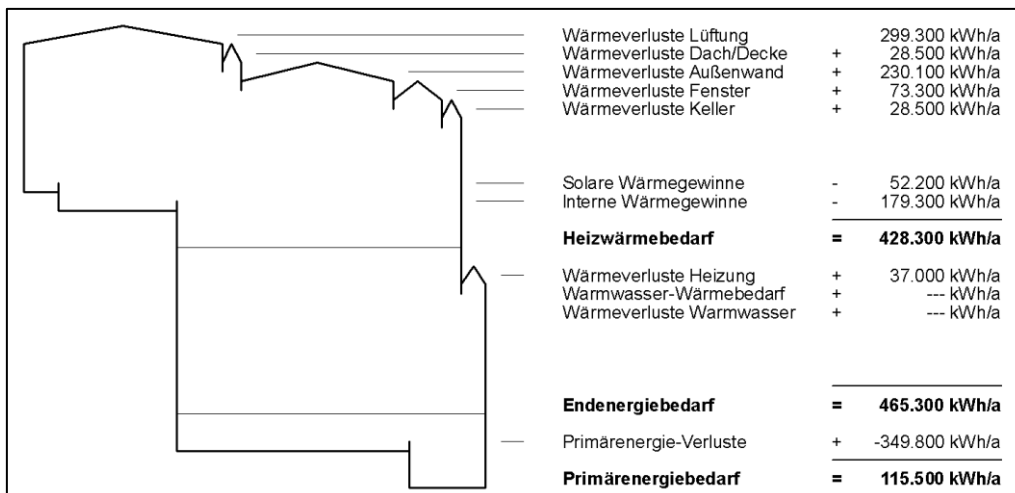 Wärmeverluste Lüftung 299.300 kWh/a
Wärmeverluste Dach/Decke + 28.500 kWh/a
Wärmeverluste Außenwand + 230.100 kWh/a
Wärmeverluste Fenster + 73.300 kWh/a
Wärmeverluste Keller + 28.500 kWh/a
Solare Wärmegewinne - 52.200 kWh/a
Interne Wärmegewinne - 179.300 kWh/a
Heizwärmebedarf = 428.300 kWh/a
Wärmeverluste Heizung + 37.000 kWh/a
Warmwasser-Wärmebedarf + --- kWh/a
Wärmeverluste Warmwasser + --- kWh/a
Endenergiebedarf = 465.300 kWh/a
Primärenergie-Verluste + -349.800 kWh/a
Primärenergiebedarf = 115.500 kWh/a